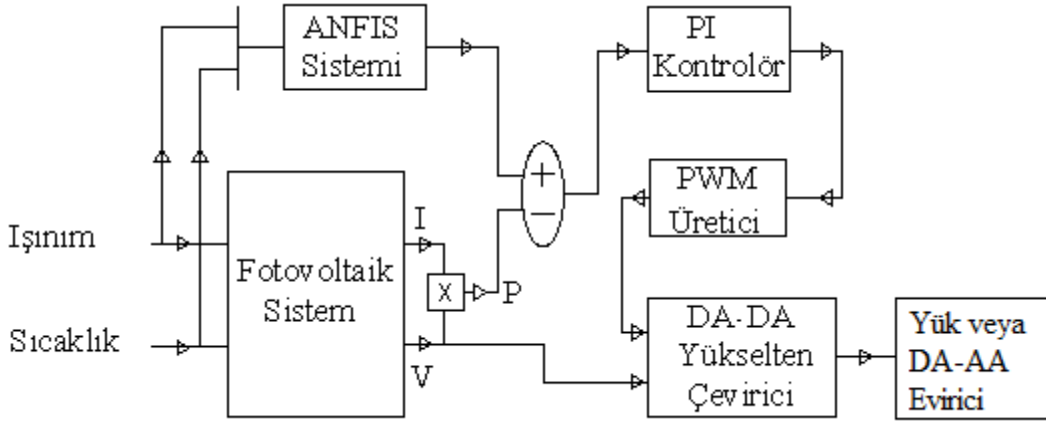 ANFIS
Sistemi
PI
Kontrolör
+
−
PWM
Üretici
Işınım
Sıcaklık
Fotovoltaik
Sistem
I
X
P
V
DA-DA
Yükselten
Çevirici
Yük veya
DA-AA
Evirici